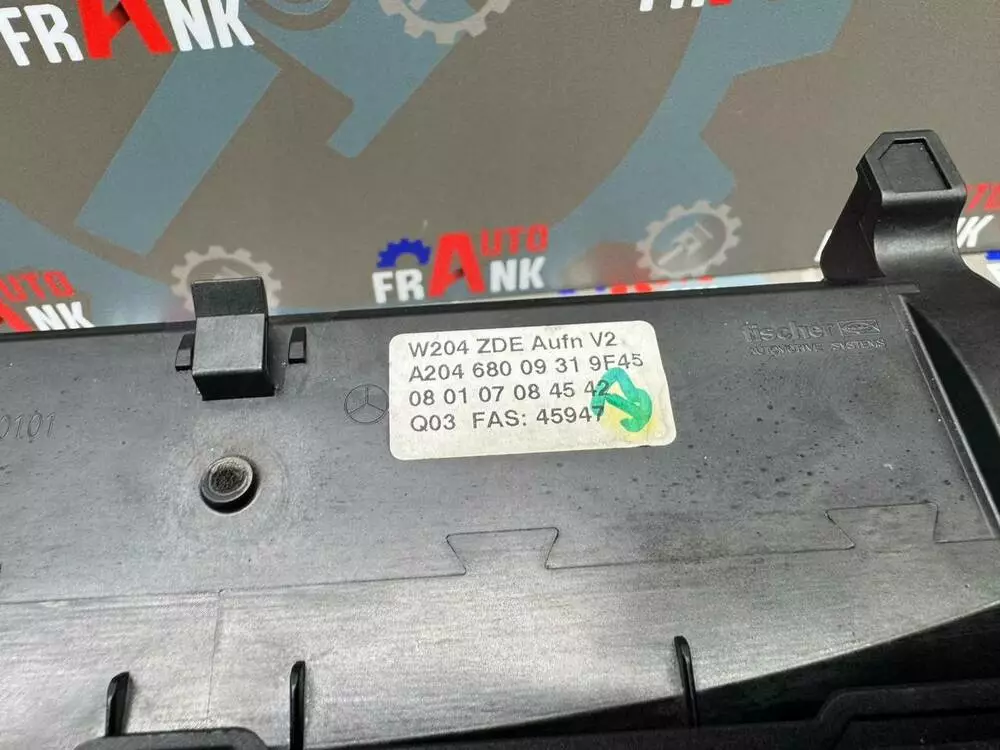 FRANK
AUTO
FRANK
AUTO
W204 ZDE Aufn V2
A204 680 09 31 9F45
08 01 07 08 45 42
Q03 FAS: 45947
fischer
AUTOMOTIVE SYSTEMS
0101